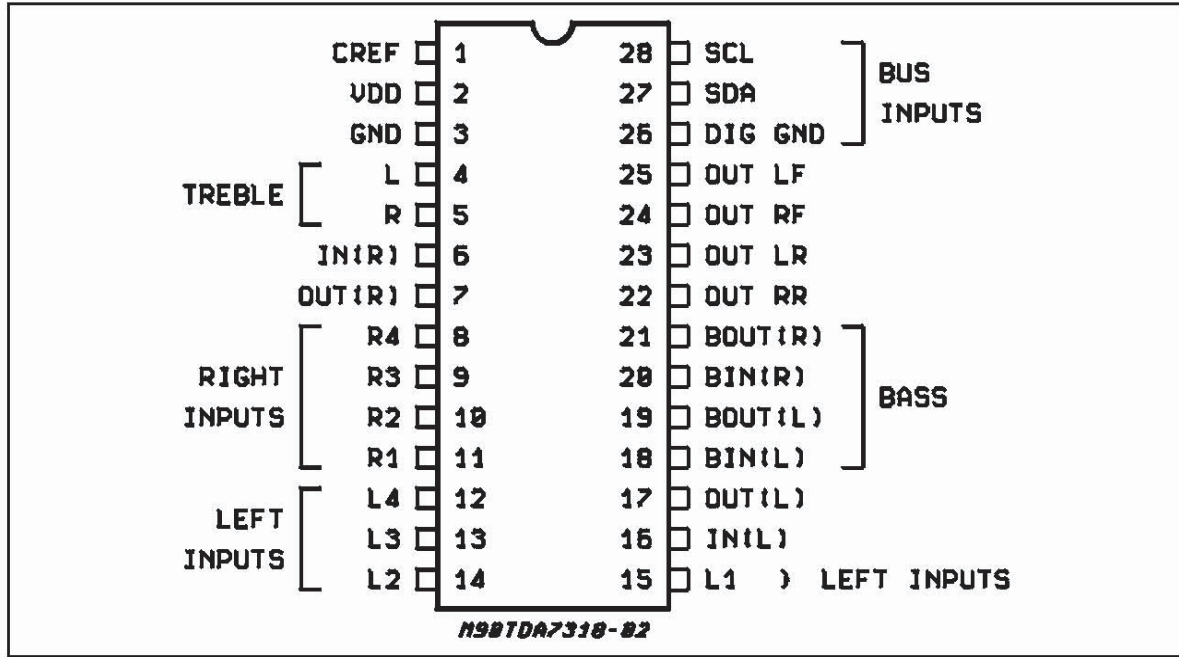 CREF 1 28 SCL
VDD 2 27 SDA
BUS INPUTS
GND 3 26 DIG GND
L 4 25 OUT LF
TREBLE
R 5 24 OUT RF
IN(R) 6 23 OUT LR
OUT(R) 7 22 OUT RR
R4 8 21 BOUT(R)
RIGHT INPUTS
R3 9 20 BIN(R)
BASS
R2 10 19 BOUT(L)
R1 11 18 BIN(L)
L4 12 17 OUT(L)
LEFT INPUTS
L3 13 16 IN(L)
L2 14 15 L1 ) LEFT INPUTS
M90TDA7318-02